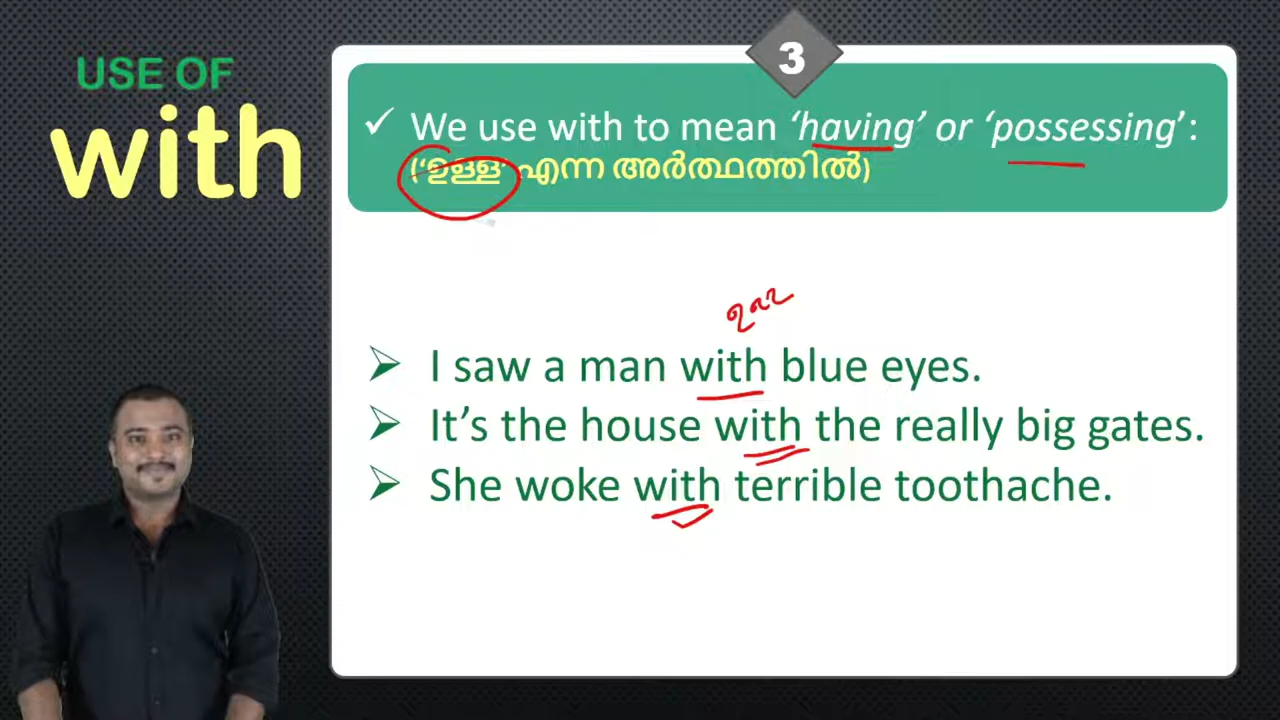 USE OF
with
3
✓ We use with to mean ‘having’ or ‘possessing’:
(‘ഉള്ള’ എന്ന അർത്ഥത്തിൽ)
➢ I saw a man with blue eyes.
➢ It’s the house with the really big gates.
➢ She woke with terrible toothache.